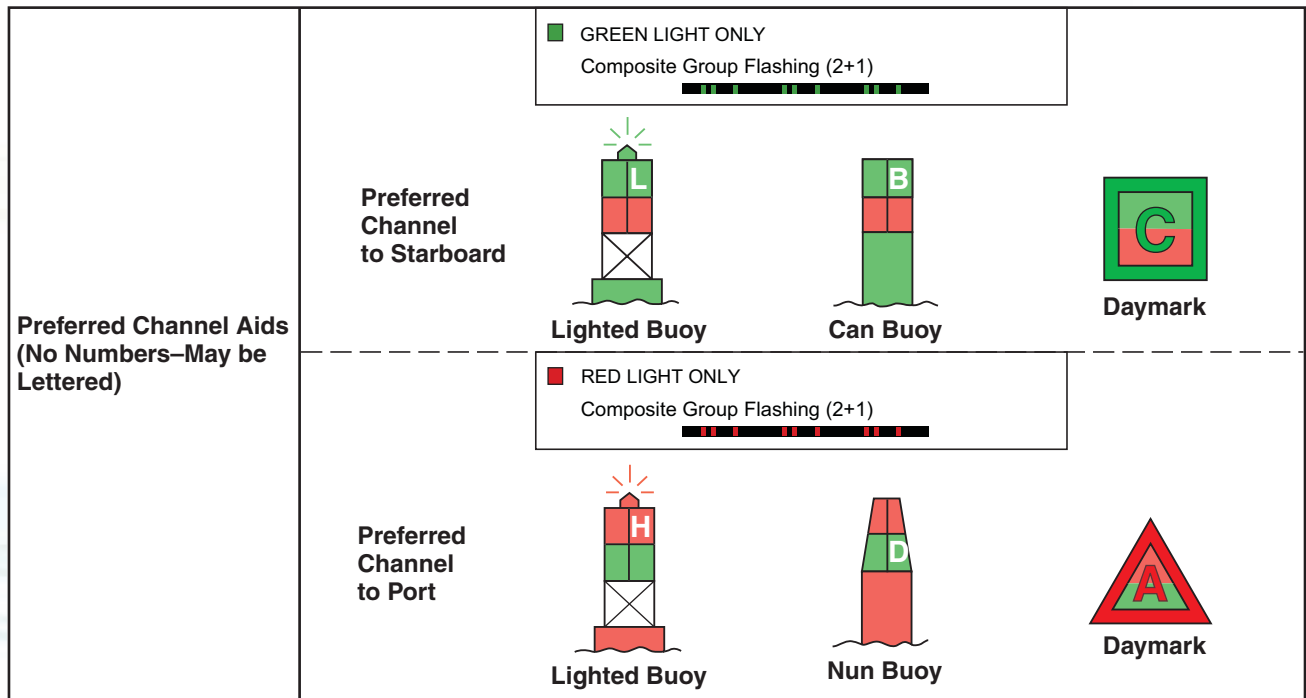 Preferred Channel Aids
(No Numbers–May be
Lettered)
GREEN LIGHT ONLY
Composite Group Flashing (2+1)
Preferred
Channel
to Starboard
L
B
C
Lighted Buoy
Can Buoy
Daymark
RED LIGHT ONLY
Composite Group Flashing (2+1)
Preferred
Channel
to Port
H
D
A
Lighted Buoy
Nun Buoy
Daymark